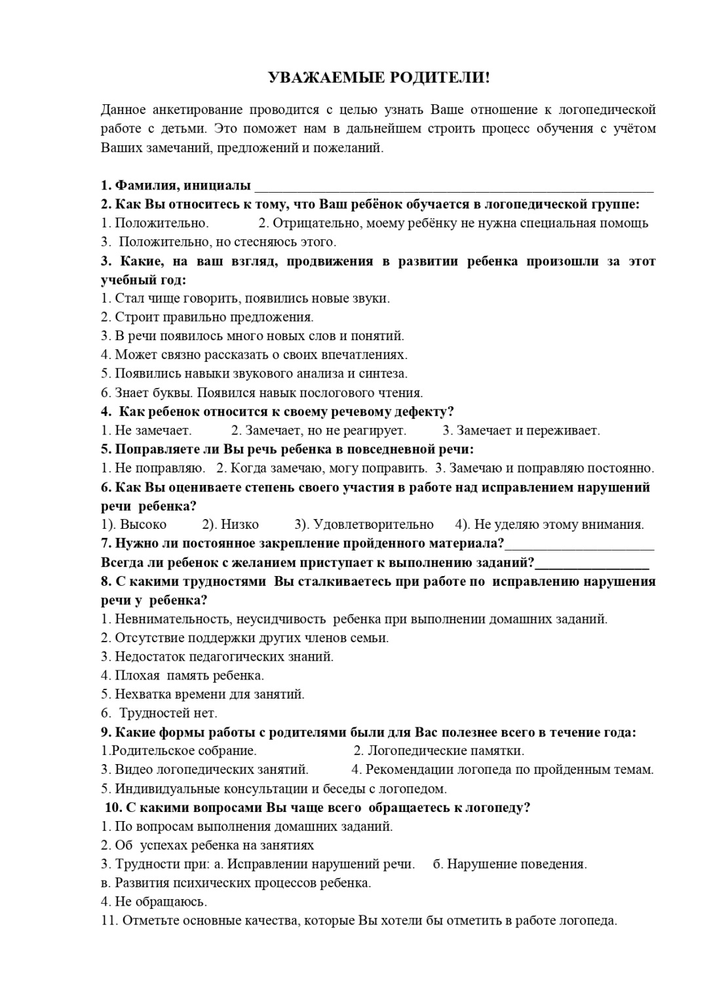 УВАЖАЕМЫЕ РОДИТЕЛИ!
Данное анкетирование проводится с целью узнать Ваше отношение к логопедической
работе с детьми. Это поможет нам в дальнейшем строить процесс обучения с учётом
Ваших замечаний, предложений и пожеланий.
1. Фамилия, инициалы ________________________________________________________
2. Как Вы относитесь к тому, что Ваш ребёнок обучается в логопедической группе:
1. Положительно. 2. Отрицательно, моему ребёнку не нужна специальная помощь
3. Положительно, но стесняюсь этого.
3. Какие, на ваш взгляд, продвижения в развитии ребенка произошли за этот
учебный год:
1. Стал чище говорить, появились новые звуки.
2. Строит правильно предложения.
3. В речи появилось много новых слов и понятий.
4. Может связно рассказать о своих впечатлениях.
5. Появились навыки звукового анализа и синтеза.
6. Знает буквы. Появился навык послогового чтения.
4. Как ребенок относится к своему речевому дефекту?
1. Не замечает. 2. Замечает, но не реагирует. 3. Замечает и переживает.
5. Поправляете ли Вы речь ребенка в повседневной речи:
1. Не поправляю. 2. Когда замечаю, могу поправить. 3. Замечаю и поправляю постоянно.
6. Как Вы оцениваете степень своего участия в работе над исправлением нарушений
речи ребенка?
1). Высоко 2). Низко 3). Удовлетворительно 4). Не уделяю этому внимания.
7. Нужно ли постоянное закрепление пройденного материала?_____________________
Всегда ли ребенок с желанием приступает к выполнению заданий?________________
8. С какими трудностями Вы сталкиваетесь при работе по исправлению нарушения
речи у ребенка?
1. Невнимательность, неусидчивость ребенка при выполнении домашних заданий.
2. Отсутствие поддержки других членов семьи.
3. Недостаток педагогических знаний.
4. Плохая память ребенка.
5. Нехватка времени для занятий.
6. Трудностей нет.
9. Какие формы работы с родителями были для Вас полезнее всего в течение года:
1.Родительское собрание. 2. Логопедические памятки.
3. Видео логопедических занятий. 4. Рекомендации логопеда по пройденным темам.
5. Индивидуальные консультации и беседы с логопедом.
10. С какими вопросами Вы чаще всего обращаетесь к логопеду?
1. По вопросам выполнения домашних заданий.
2. Об успехах ребенка на занятиях
3. Трудности при: а. Исправлении нарушений речи. б. Нарушение поведения.
в. Развития психических процессов ребенка.
4. Не обращаюсь.
11. Отметьте основные качества, которые Вы хотели бы отметить в работе логопеда.